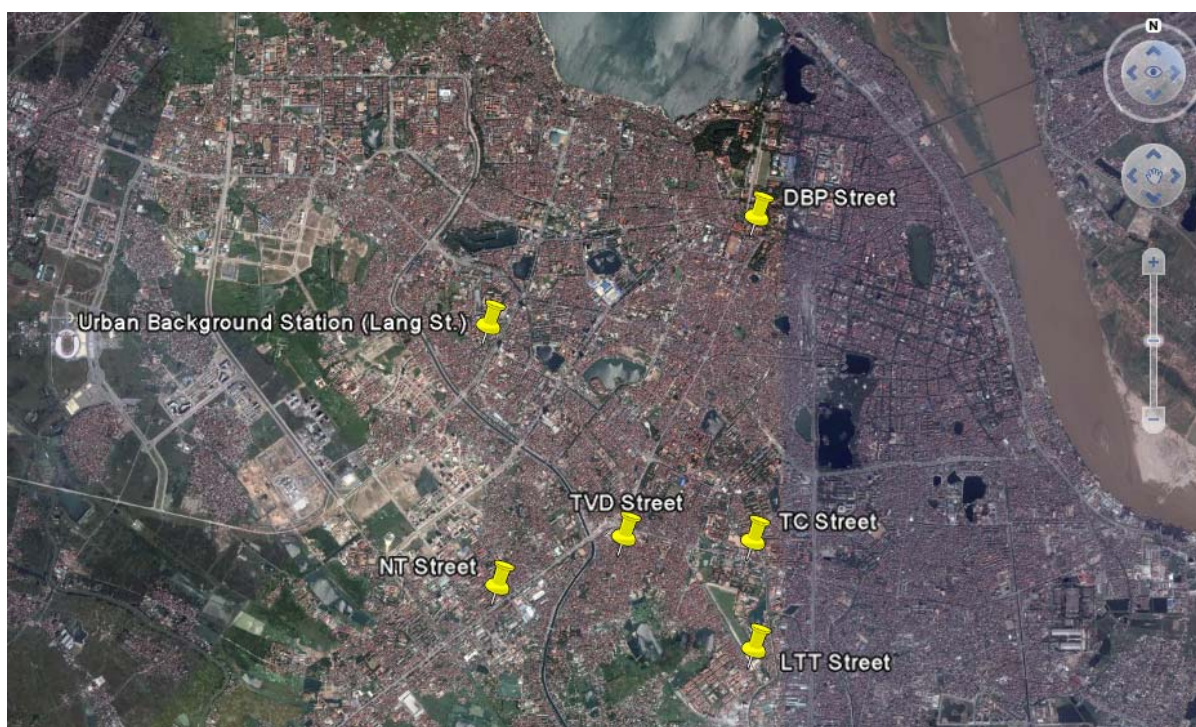 N
DBP Street
Urban Background Station (Lang St.)
TVD Street
TC Street
NT Street
LTT Street